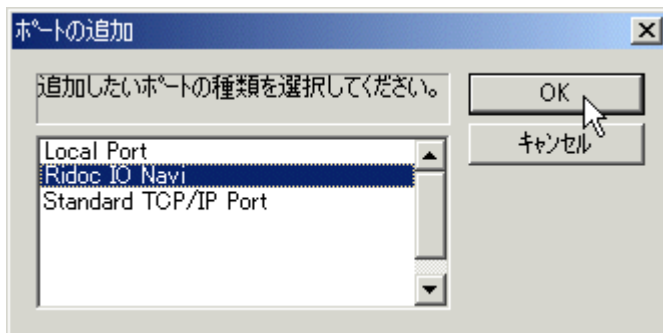 ﾎﾟｰﾄの追加
追加したいﾎﾟｰﾄの種類を選択してください。
OK
ｷｬﾝｾﾙ
Local Port
Ridoc IO Navi
Standard TCP/IP Port